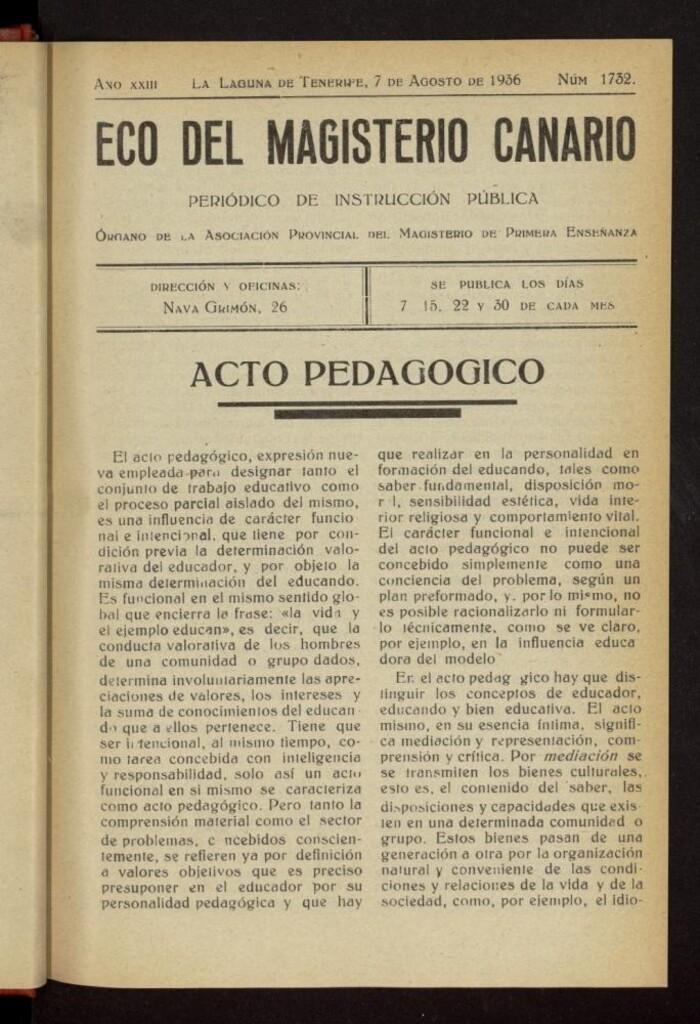 AÑO XXIII LA LAGUNA DE TENERIFE, 7 DE AGOSTO DE 1936 NÚM 1732.
ECO DEL MAGISTERIO CANARIO
PERIÓDICO DE INSTRUCCIÓN PÚBLICA
ÓRGANO DE LA ASOCIACIÓN PROVINCIAL DEL MAGISTERIO DE PRIMERA ENSEÑANZA
DIRECCIÓN Y OFICINAS:
NAVA GRIMÓN, 26
SE PUBLICA LOS DÍAS
7 15, 22 Y 30 DE CADA MES
ACTO PEDAGOGICO
El acto pedagógico, expresión nue-
va empleada para designar tanto el
conjunto de trabajo educativo como
el proceso parcial aislado del mismo,
es una influencia de carácter funcio
nal e intencional, que tiene por con-
dición previa la determinación valo-
rativa del educador, y por objeto la
misma determinación del educando.
Es funcional en el mismo sentido glo-
bal que encierra la frase: «la vida y
el ejemplo educan», es decir, que la
conducta valorativa de los hombres
de una comunidad o grupo dados,
determina involuntariamente las apre-
ciaciones de valores, los intereses y
la suma de conocimientos del educan
do que a ellos pertenece. Tiene que
ser intencional, al mismo tiempo, co-
mo tarea concebida con inteligencia
y responsabilidad, solo así un acto
funcional en si mismo se caracteriza
como acto pedagógico. Pero tanto la
comprensión material como el sector
de problemas, c ncebidos conscien-
temente, se refieren ya por definición
a valores objetivos que es preciso
presuponer en el educador por su
personalidad pedagógica y que hay
que realizar en la personalidad en
formación del educando, tales como
saber fundamental, disposición mo-
r l, sensibilidad estética, vida inte-
rior religiosa y comportamiento vital.
El carácter funcional e intencional
del acto pedagógico no puede ser
concebido simplemente como una
conciencia del problema, según un
plan preformado, y, por lo mismo, no
es posible racionalizarlo ni formular-
lo técnicamente, como se ve claro,
por ejemplo, en la influencia educa
dora del modelo
En el acto pedag gico hay que dis-
tinguir los conceptos de educador,
educando y bien educativa. El acto
mismo, en su esencia íntima, signifi-
ca mediación y representación, com-
prensión y crítica. Por mediación se
se transmiten los bienes culturales,
esto es, el contenido del saber, las
disposiciones y capacidades que exis-
ten en una determinada comunidad o
grupo. Estos bienes pasan de una
generación a otra por la organización
natural y conveniente de las condi-
ciones y relaciones de la vida y de la
sociedad, como, por ejemplo, el idio-